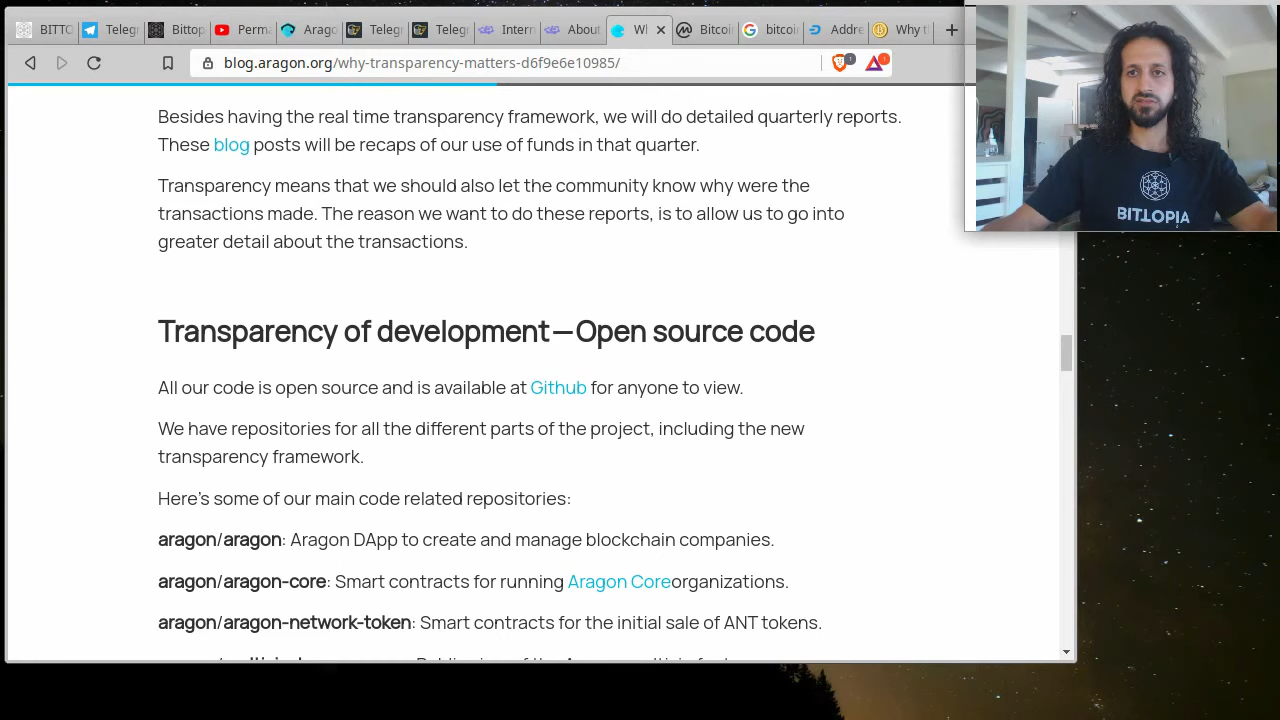 BITTO
Telegr
Bittop
Perma
Arago
Telegr
Telegr
Intern
About
Wh
Bitcoi
bitcoi
Addre
Why t
blog.aragon.org/why-transparency-matters-d6f9e6e10985/
Besides having the real time transparency framework, we will do detailed quarterly reports.
These blog posts will be recaps of our use of funds in that quarter.
Transparency means that we should also let the community know why were the
transactions made. The reason we want to do these reports, is to allow us to go into
greater detail about the transactions.
Transparency of development — Open source code
All our code is open source and is available at Github for anyone to view.
We have repositories for all the different parts of the project, including the new
transparency framework.
Here's some of our main code related repositories:
aragon/aragon: Aragon DApp to create and manage blockchain companies.
aragon/aragon-core: Smart contracts for running Aragon Coreorganizations.
aragon/aragon-network-token: Smart contracts for the initial sale of ANT tokens.